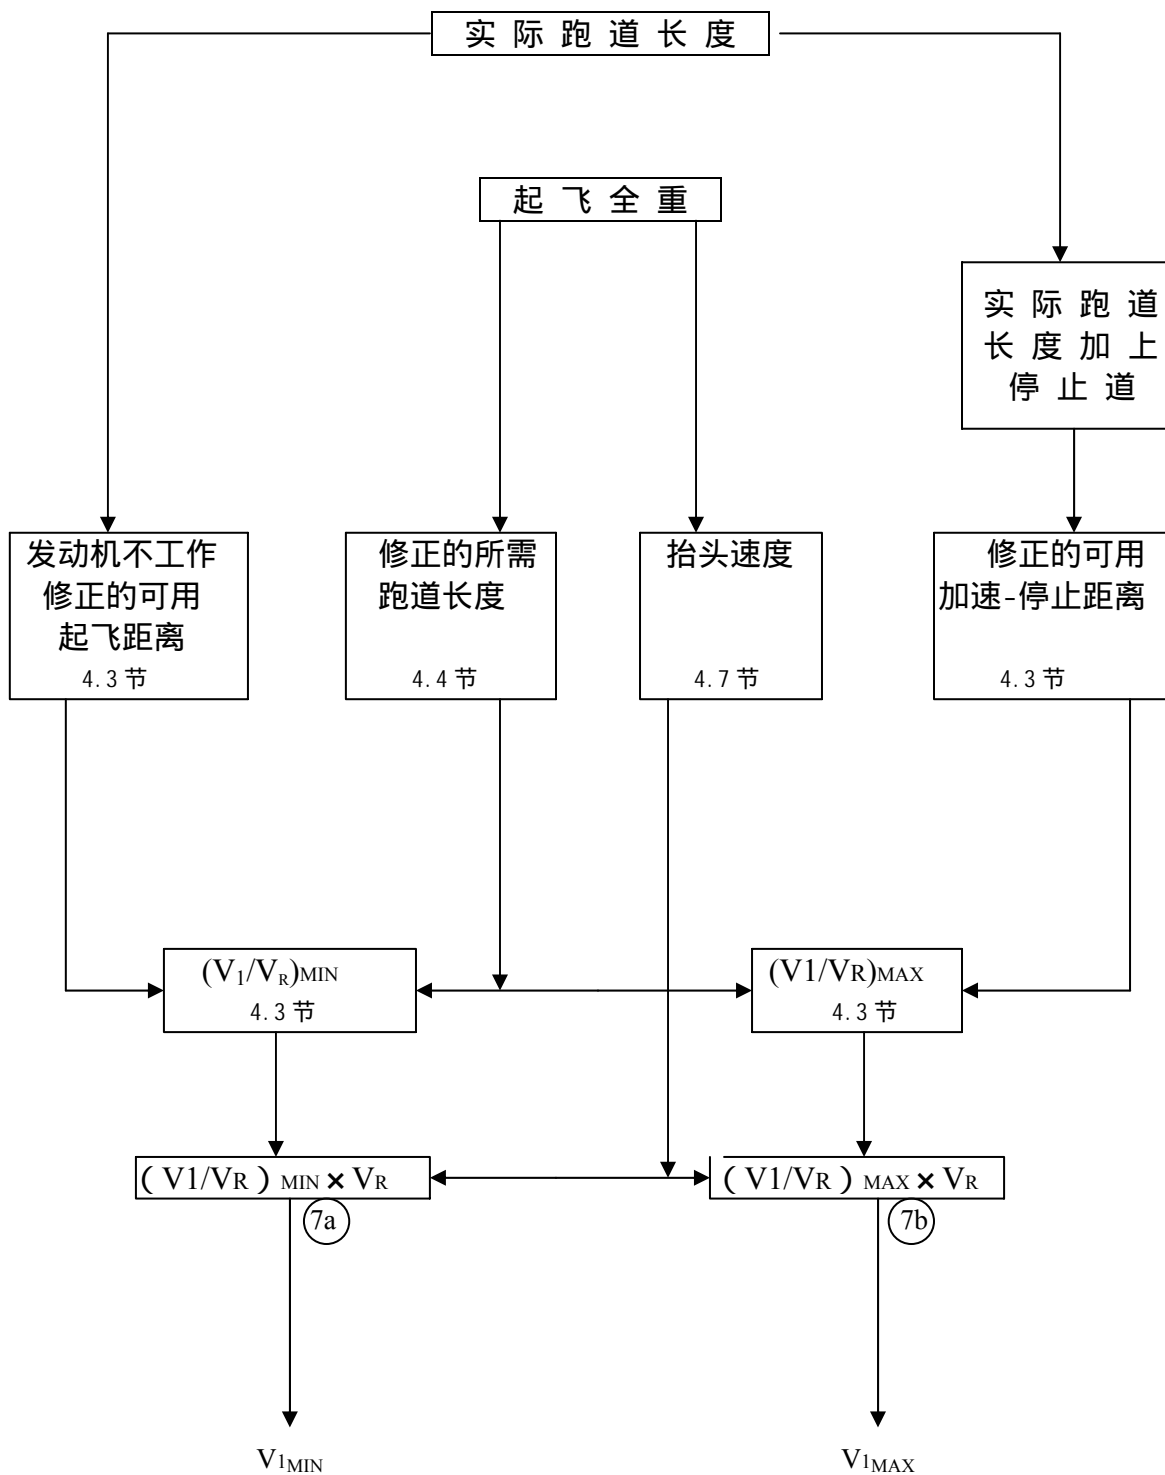 实际跑道长度
起飞全重
实际跑道
长度加上
停止道
发动机不工作
修正的可用
起飞距离
4.3节
修正的所需
跑道长度
4.4节
抬头速度
4.7节
修正的可用
加速-停止距离
4.3节
(V1/VR)MIN
4.3节
(V1/VR)MAX
4.3节
(V1/VR)MIN×VR
7a
(V1/VR)MAX×VR
7b
V1MIN
V1MAX